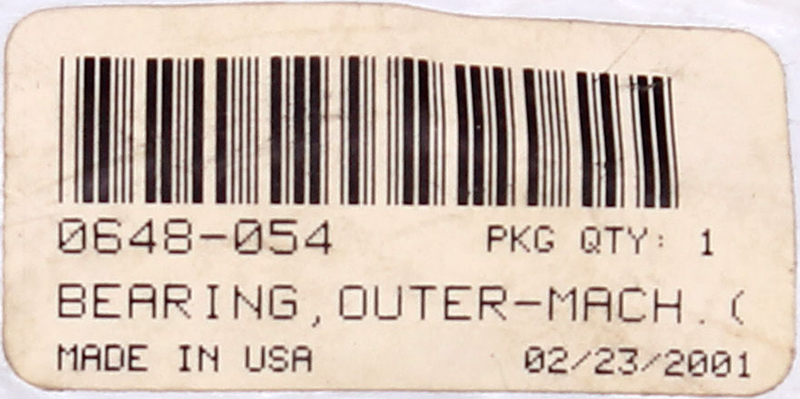 0648-054 PKG QTY: 1
BEARING,OUTER-MACH.(
MADE IN USA 02/23/2001